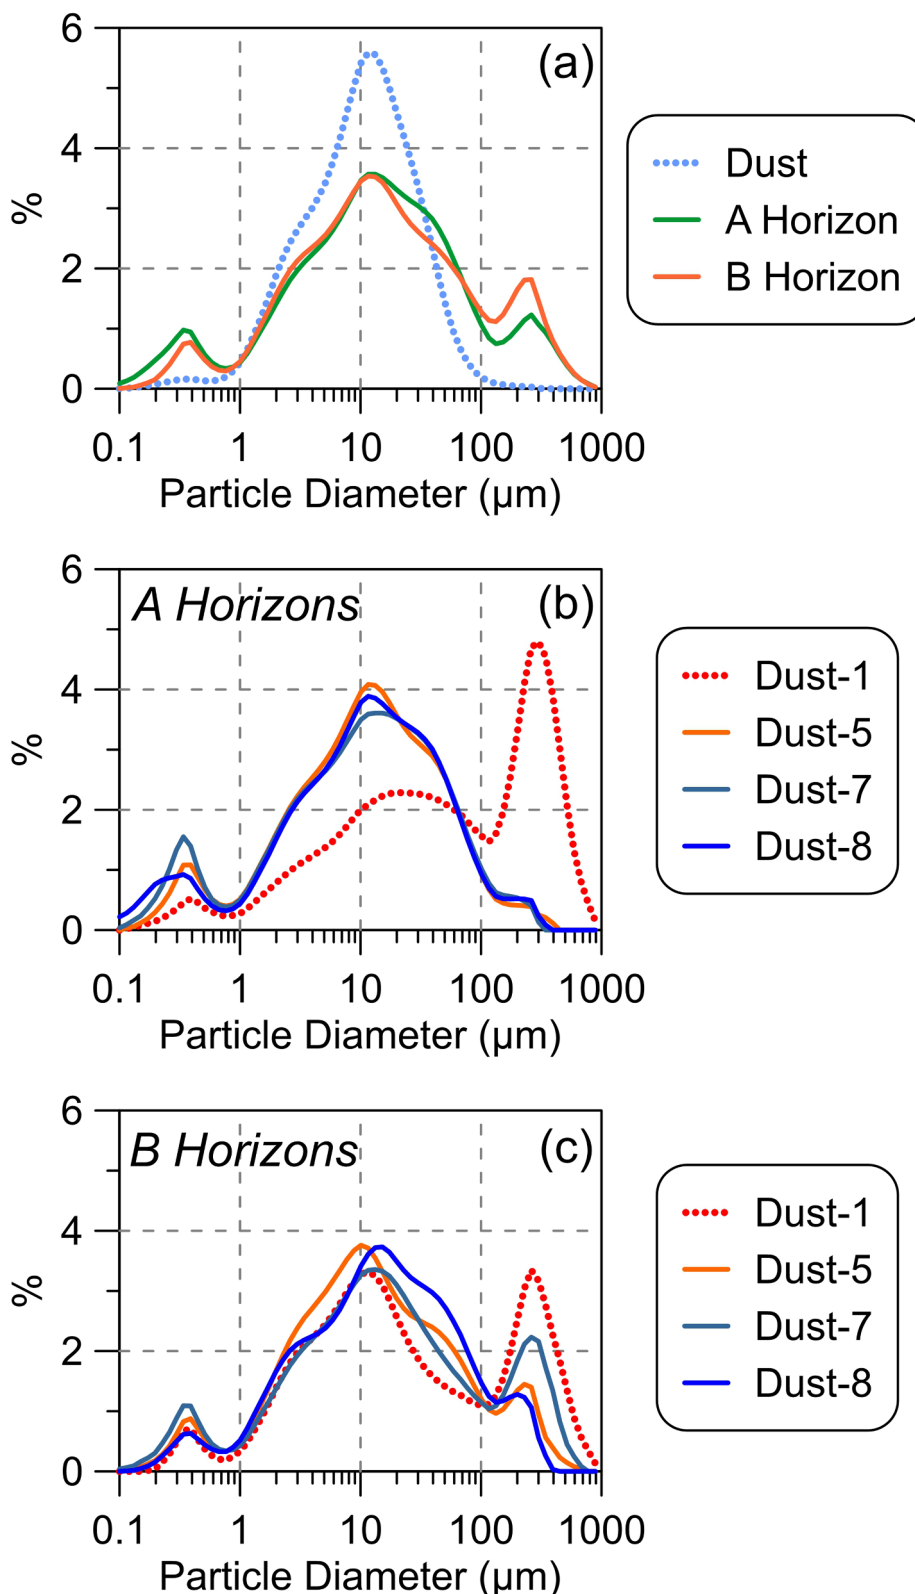 6
(a)
4
%
2
0
0.1 1 10 100 1000
Particle Diameter (µm)
Dust
A Horizon
B Horizon
6
A Horizons
(b)
4
%
2
0
0.1 1 10 100 1000
Particle Diameter (µm)
Dust-1
Dust-5
Dust-7
Dust-8
6
B Horizons
(c)
4
%
2
0
0.1 1 10 100 1000
Particle Diameter (µm)
Dust-1
Dust-5
Dust-7
Dust-8